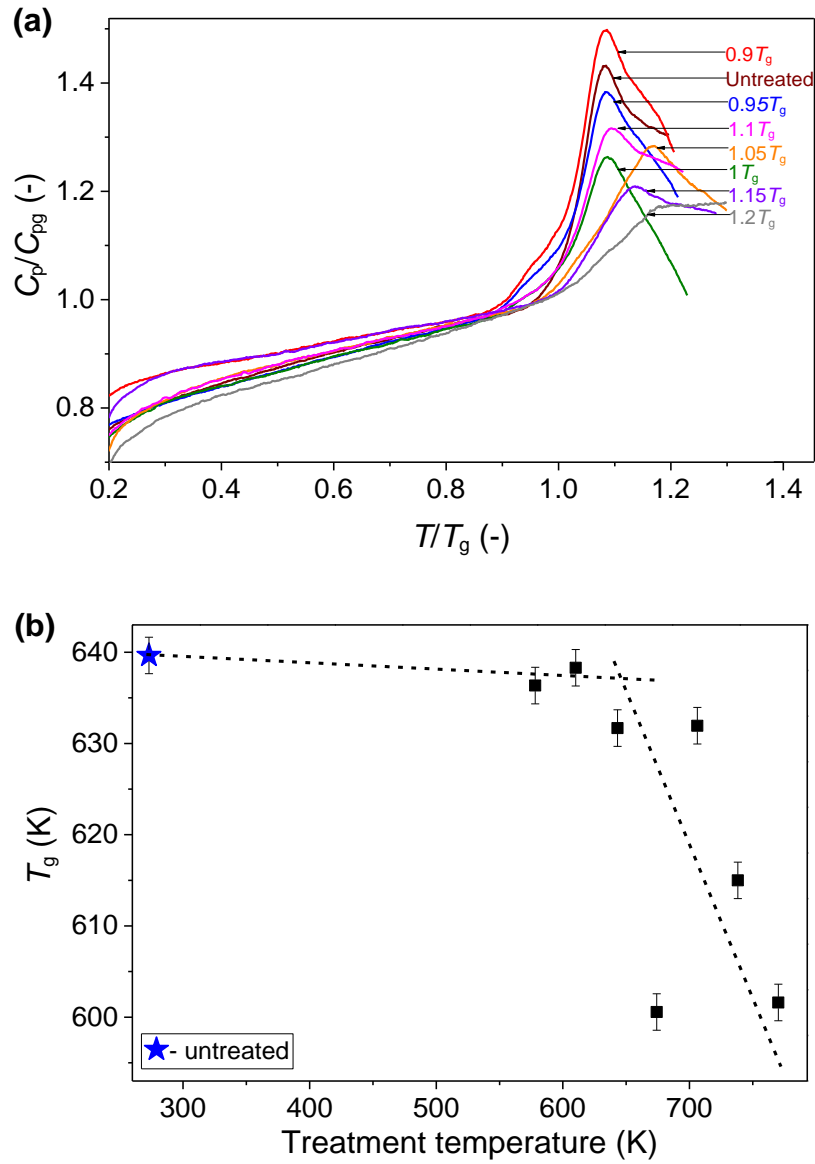 (a)
1.4
1.2
1.0
0.8
Cp/Cpg (-)
0.9Tg
Untreated
0.95Tg
1.1Tg
1.05Tg
1Tg
1.15Tg
1.2Tg
0.2 0.4 0.6 0.8 1.0 1.2 1.4
T/Tg (-)
(b)
640
630
620
610
600
Tg (K)
- untreated
300 400 500 600 700
Treatment temperature (K)